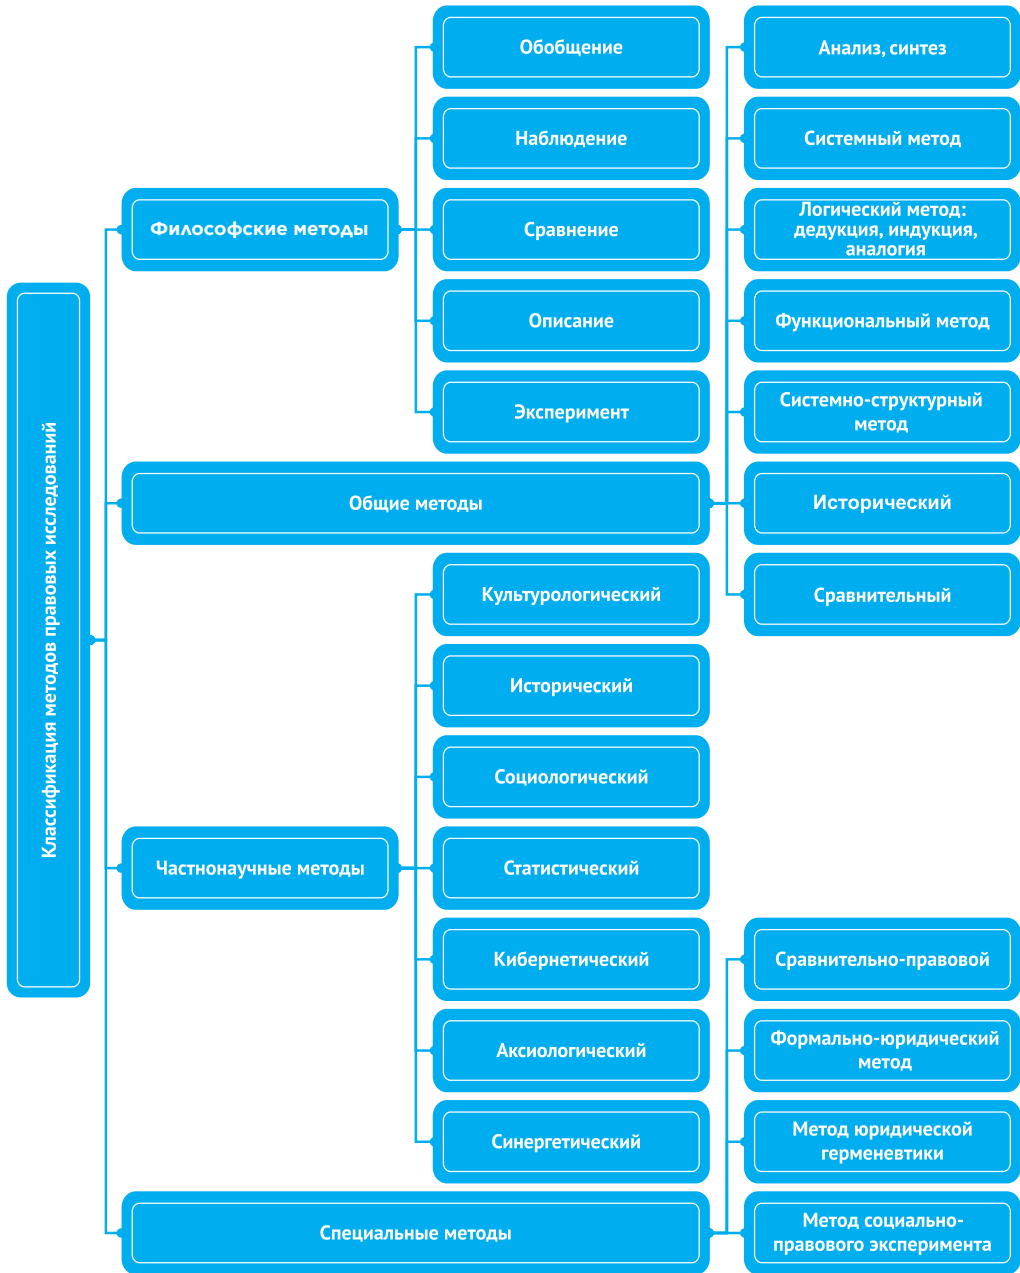 Классификация методов правовых исследований
Философские методы
Обобщение
Наблюдение
Сравнение
Описание
Эксперимент
Общие методы
Анализ, синтез
Системный метод
Логический метод:
дедукция, индукция,
аналогия
Функциональный метод
Системно-структурный
метод
Исторический
Сравнительный
Частнонаучные методы
Культурологический
Исторический
Социологический
Статистический
Кибернетический
Аксиологический
Синергетический
Специальные методы
Сравнительно-правовой
Формально-юридический
метод
Метод юридической
герменевтики
Метод социально-
правового эксперимента